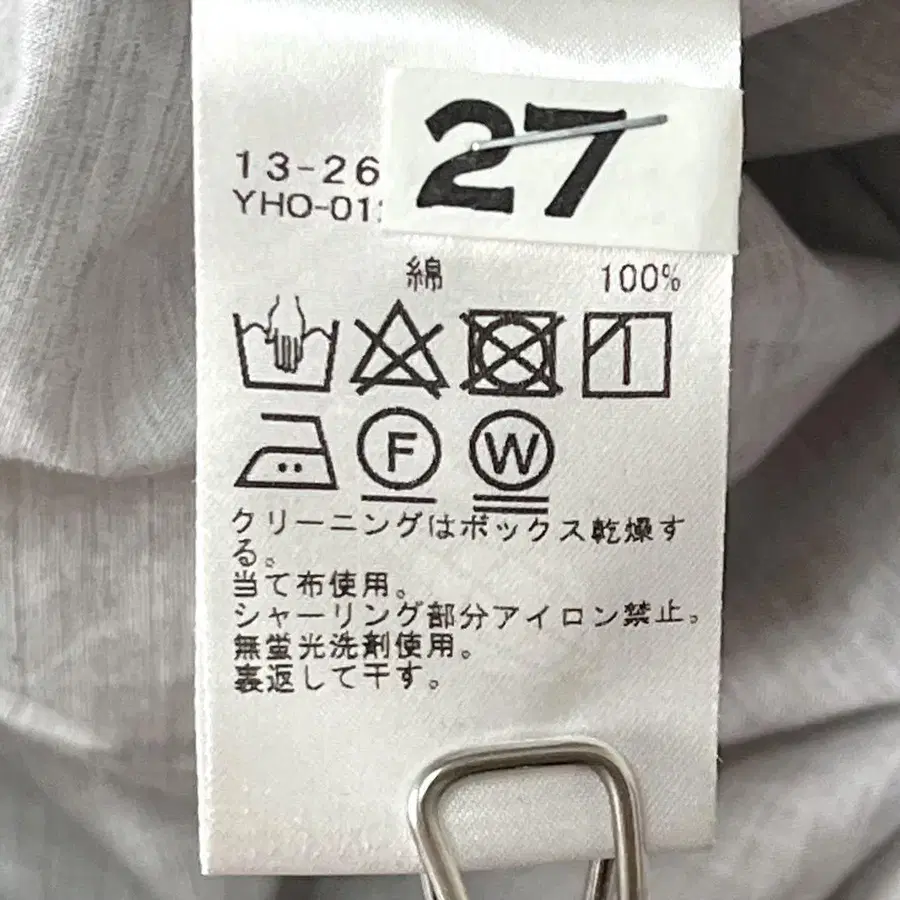 27
13-26
YHO-01
綿 100%
F W
クリーニングはボックス乾燥す
る。
当て布使用。
シャーリング部分アイロン禁止。
無蛍光洗剤使用。
裏返して干す。